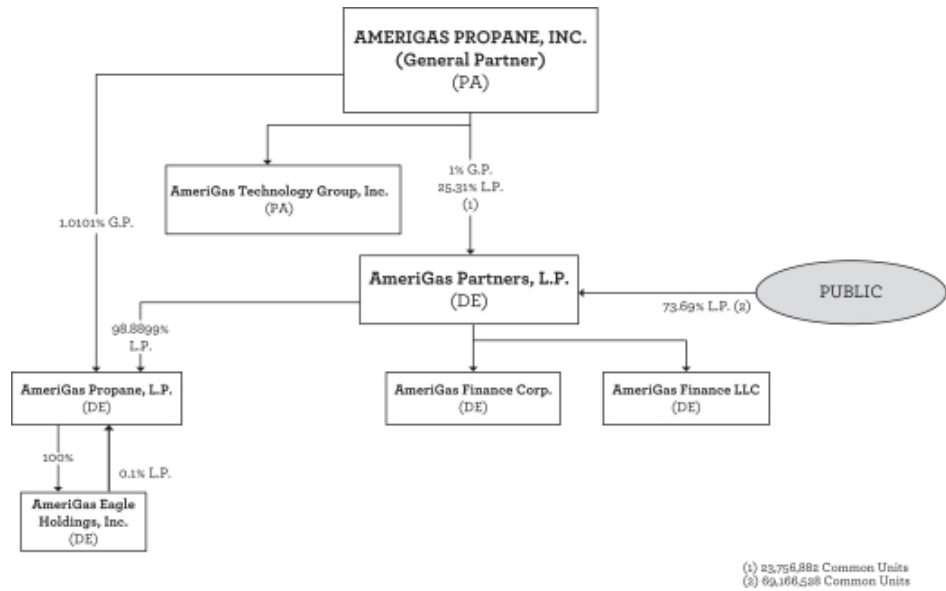 AMERIGAS PROPANE, INC.
(General Partner)
(PA)
AmeriGas Technology Group, Inc.
(PA)
1% G.P.
25.31% L.P.
(1)
1.0101% G.P.
AmeriGas Partners, L.P.
(DE)
PUBLIC
73.69% L.P. (2)
98.8899%
L.P.
AmeriGas Propane, L.P.
(DE)
AmeriGas Finance Corp.
(DE)
AmeriGas Finance LLC
(DE)
100%
0.1% L.P.
AmeriGas Eagle
Holdings, Inc.
(DE)
(1) 23,756,882 Common Units
(2) 69,166,528 Common Units